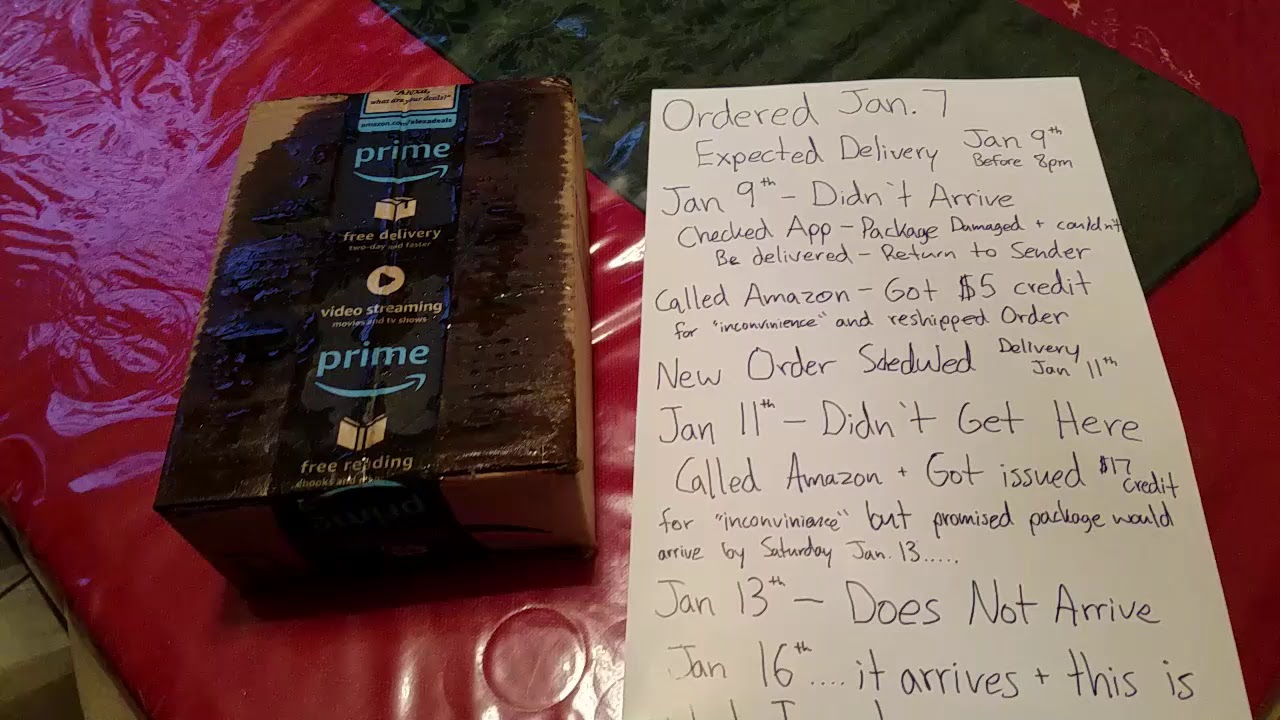 "Alexa,
what are your deals?"
amazon.com/alexadeals
prime
free delivery
two-day and faster
video streaming
movies and tv shows
prime
free reading
ebooks and
prime
Ordered Jan. 7
Expected Delivery Jan 9th
Before 8pm
Jan 9th - Didn't Arrive
Checked App - Package Damaged + couldn't
Be delivered - Return to Sender
Called Amazon - Got $5 credit
for "inconvinience" and reshipped Order
New Order Scedwled Delivery
Jan 11th
Jan 11th - Didn't Get Here
Called Amazon + Got issued $17
credit
for "inconvinience" but promised package would
arrive by Saturday Jan. 13.....
Jan 13th - Does Not Arrive
Jan 16th.... it arrives + this is